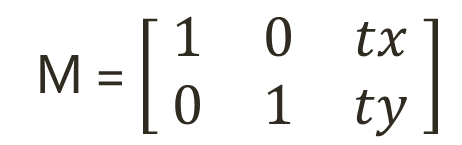 M = [ 1 0 tx ]
[ 0 1 ty ]